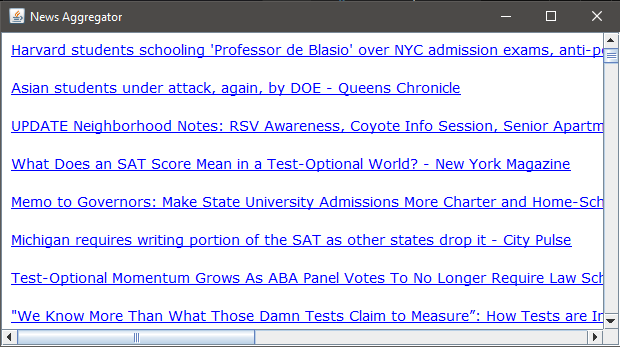 News Aggregator
Harvard students schooling 'Professor de Blasio' over NYC admission exams, anti-
Asian students under attack, again, by DOE - Queens Chronicle
UPDATE Neighborhood Notes: RSV Awareness, Coyote Info Session, Senior Apartm
What Does an SAT Score Mean in a Test-Optional World? - New York Magazine
Memo to Governors: Make State University Admissions More Charter and Home-Sch
Michigan requires writing portion of the SAT as other states drop it - City Pulse
Test-Optional Momentum Grows As ABA Panel Votes To No Longer Require Law Sch
"We Know More Than What Those Damn Tests Claim to Measure”: How Tests are In